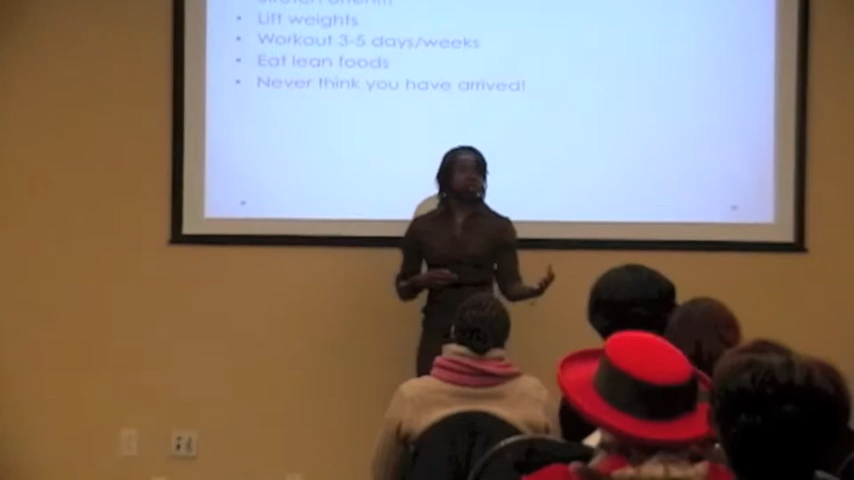 • Lift weights
• Workout 3-5 days/weeks
• Eat lean foods
• Never think you have arrived!